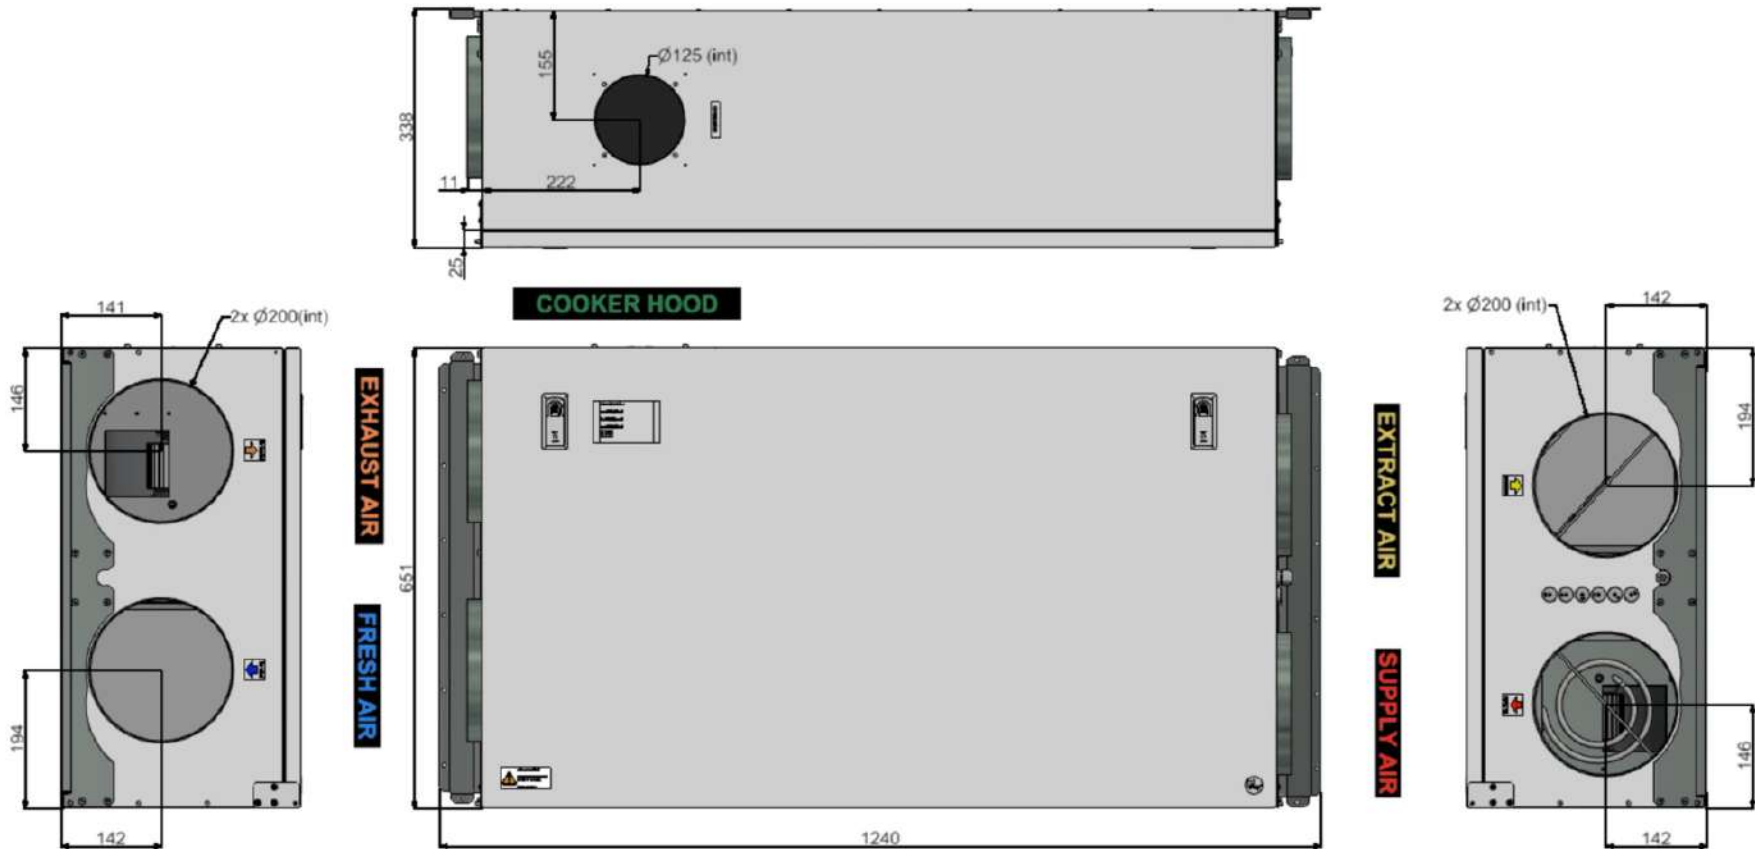 155
Ø125 (int)
338
11
222
25
COOKER HOOD
141
2x Ø200(int)
146
194
142
EXHAUST AIR
FRESH AIR
651
1240
EXTRACT AIR
SUPPLY AIR
2x Ø200 (int)
142
194
146
142